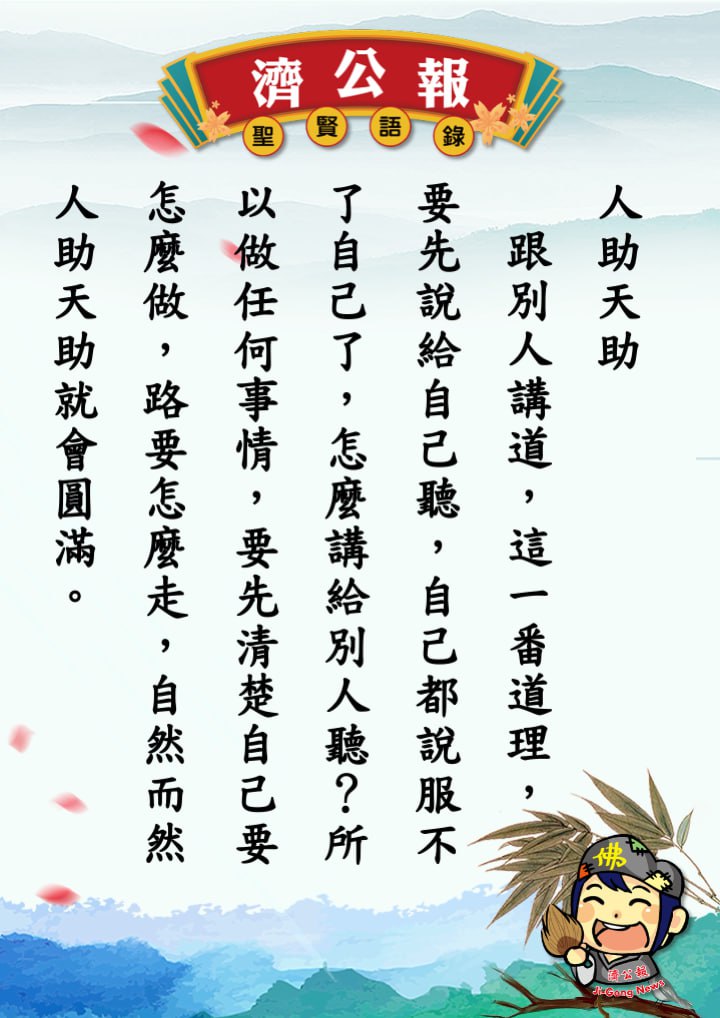 濟公報
聖賢語錄
人助天助
跟別人講道，這一番道理，
要先說給自己聽，自己都說服不
了自己了，怎麼講給別人聽？所
以做任何事情，要先清楚自己要
怎麼做，路要怎麼走，自然而然
人助天助就會圓滿。
佛
濟公報
Ji-Gong News